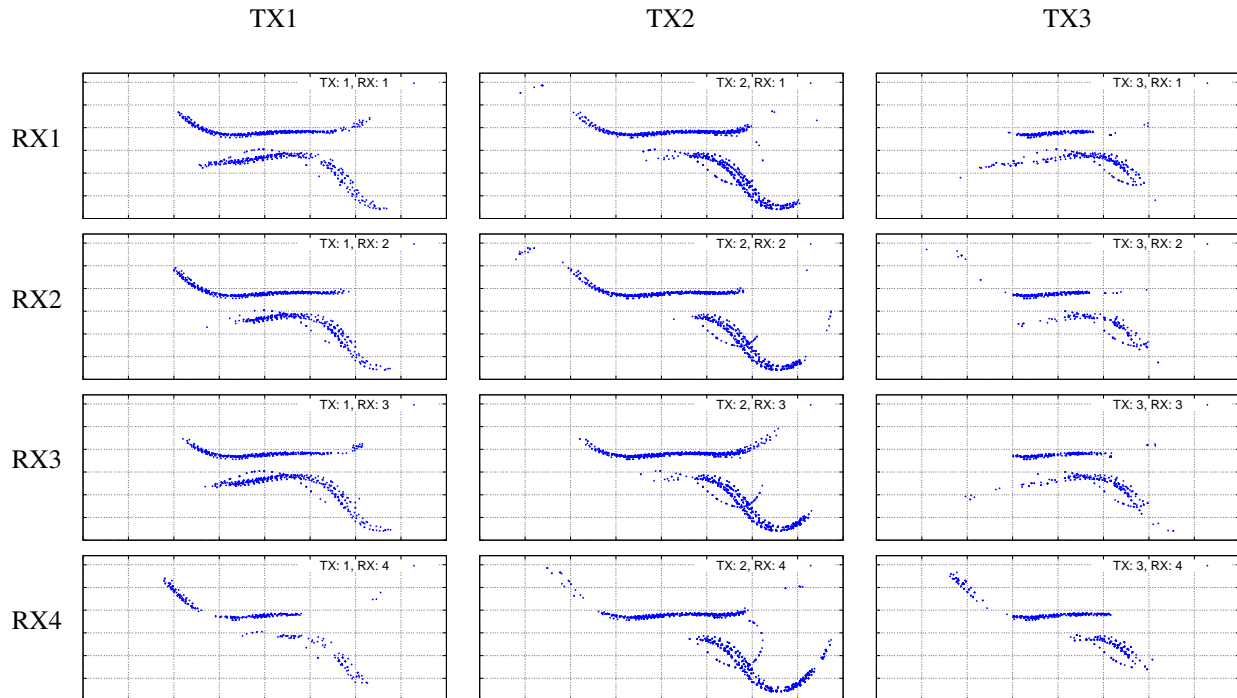 TX1 TX2 TX3
RX1 TX: 1, RX: 1 TX: 2, RX: 1 TX: 3, RX: 1
RX2 TX: 1, RX: 2 TX: 2, RX: 2 TX: 3, RX: 2
RX3 TX: 1, RX: 3 TX: 2, RX: 3 TX: 3, RX: 3
RX4 TX: 1, RX: 4 TX: 2, RX: 4 TX: 3, RX: 4